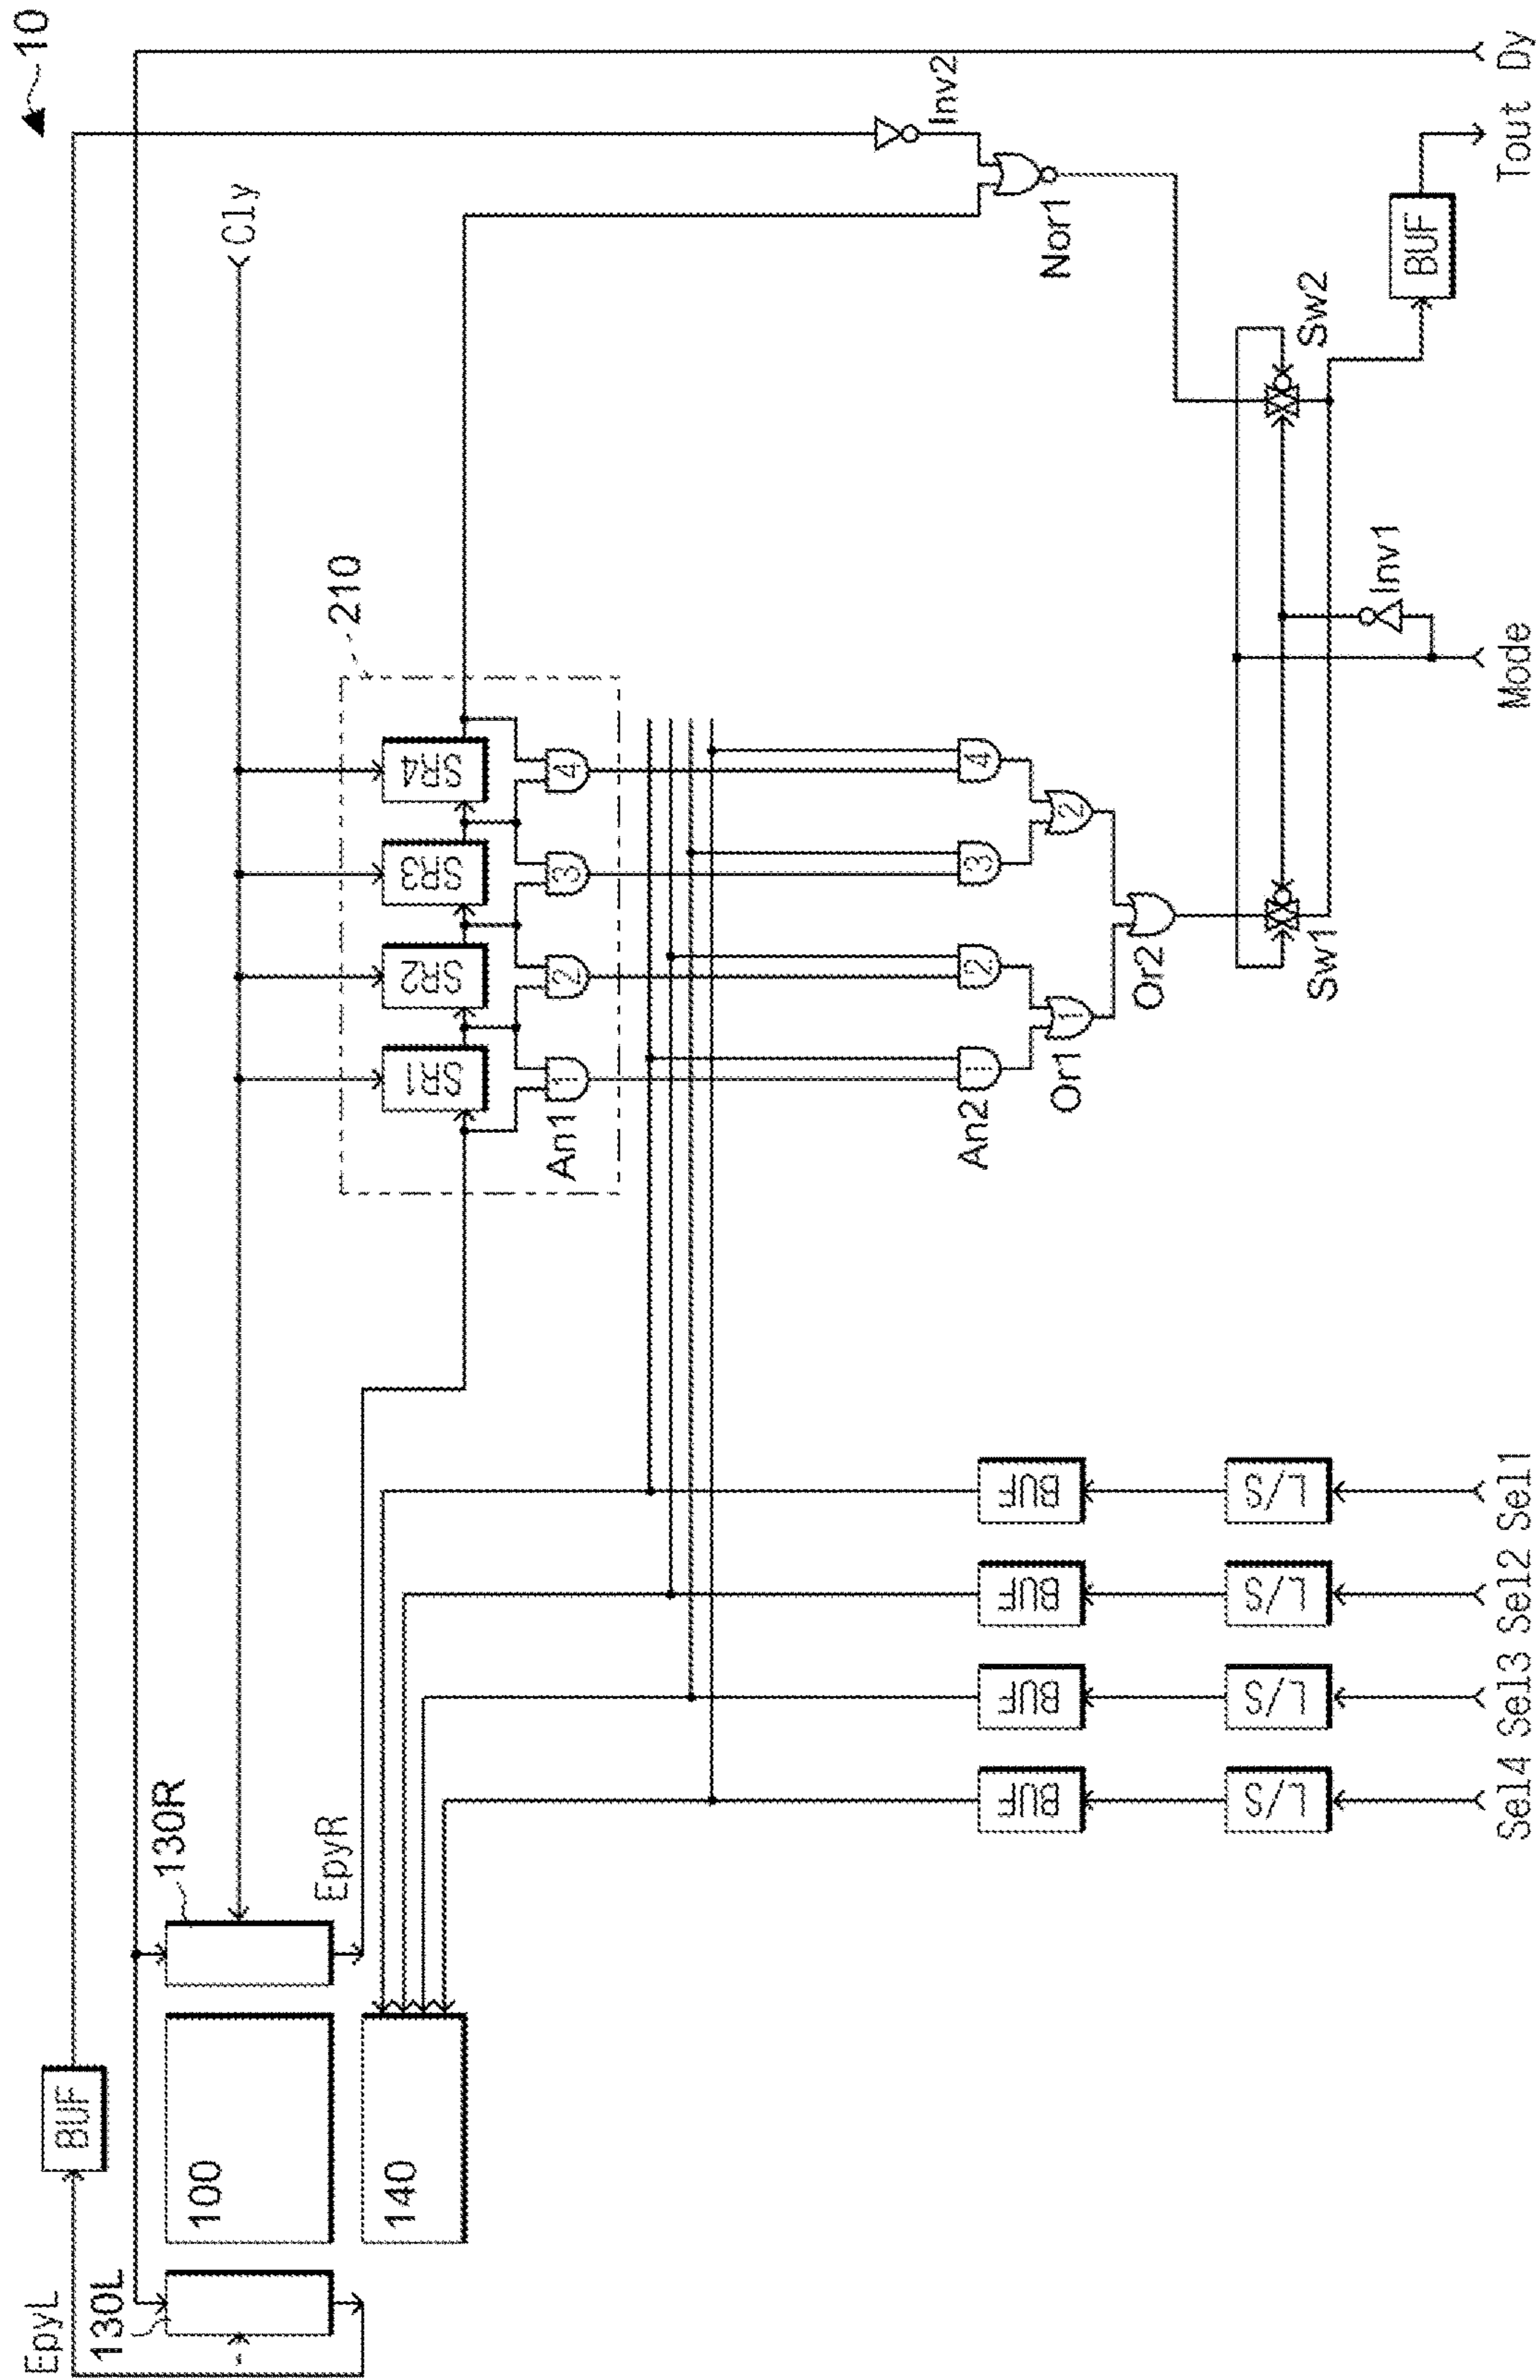 10
EpyL
BUF
130L
100
130R
Cly
EpyR
140
210
SR1
SR2
SR3
SR4
An1
1
2
3
4
Inv2
Nor1
An2
1
2
3
4
Or1
1
2
Or2
BUF
BUF
BUF
BUF
L/S
L/S
L/S
L/S
Sw1
Sw2
Inv1
BUF
Sel4
Sel3
Sel2
Sel1
Mode
Tout
Dy